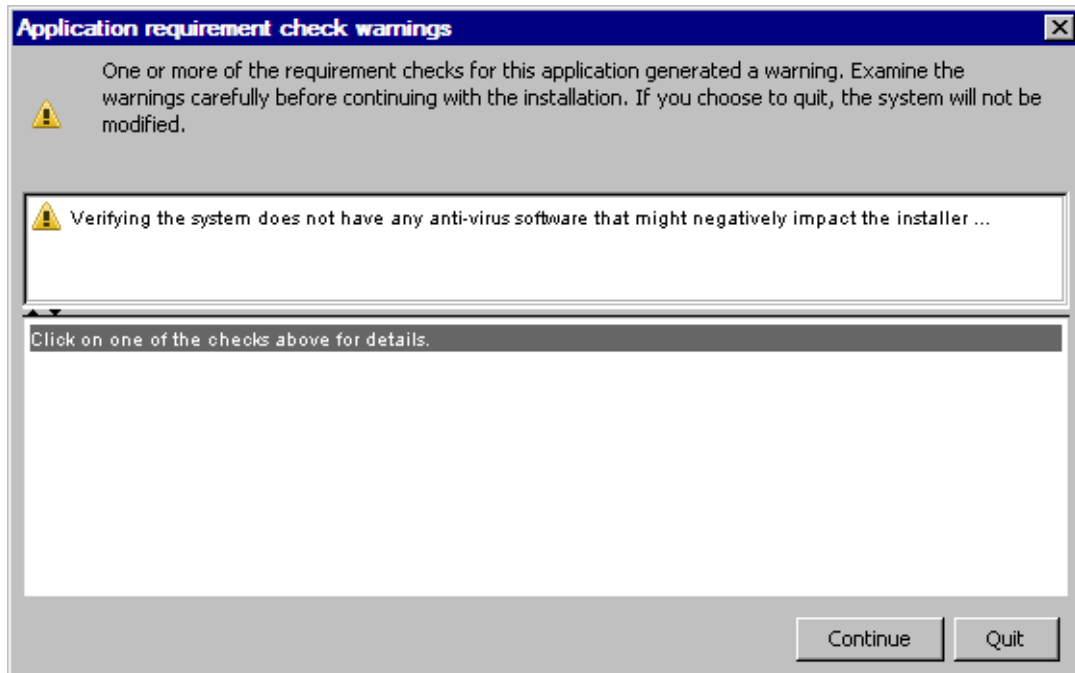 Application requirement check warnings
One or more of the requirement checks for this application generated a warning. Examine the
warnings carefully before continuing with the installation. If you choose to quit, the system will not be
modified.
Verifying the system does not have any anti-virus software that might negatively impact the installer ...
Click on one of the checks above for details.
Continue
Quit